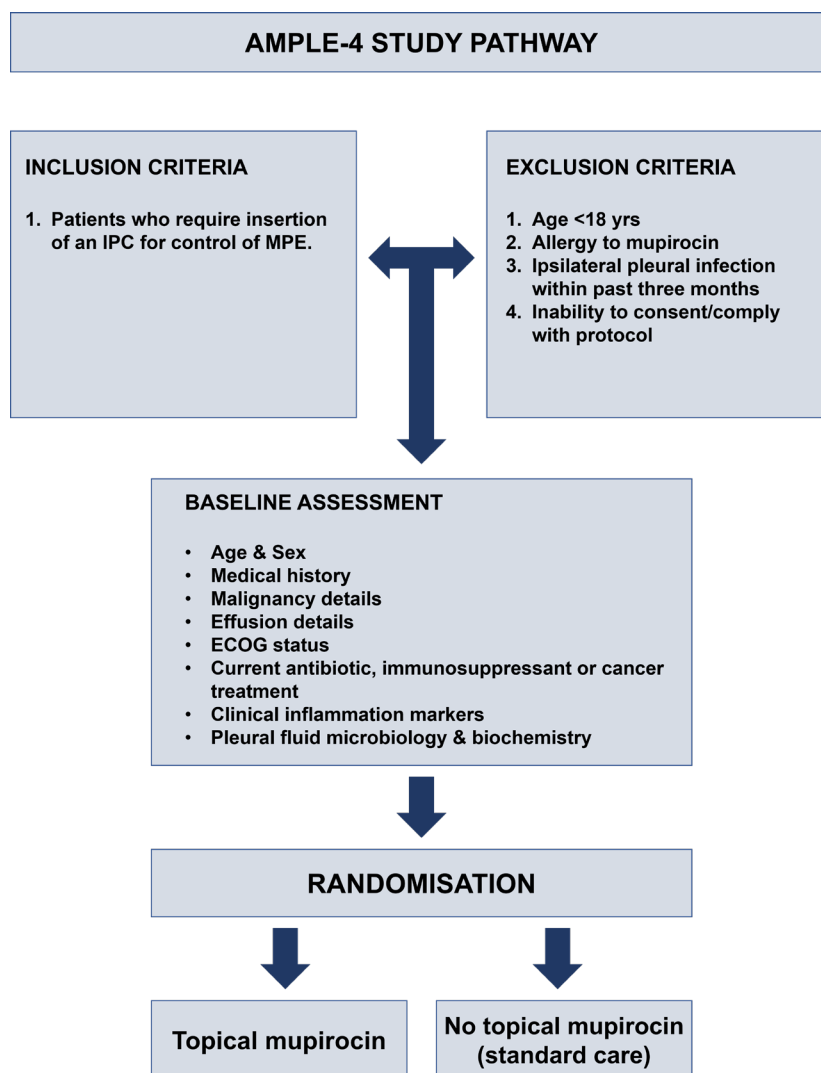 AMPLE-4 STUDY PATHWAY
INCLUSION CRITERIA
1. Patients who require insertion
of an IPC for control of MPE.
EXCLUSION CRITERIA
1. Age <18 yrs
2. Allergy to mupirocin
3. Ipsilateral pleural infection
within past three months
4. Inability to consent/comply
with protocol
BASELINE ASSESSMENT
• Age & Sex
• Medical history
• Malignancy details
• Effusion details
• ECOG status
• Current antibiotic, immunosuppressant or cancer
treatment
• Clinical inflammation markers
• Pleural fluid microbiology & biochemistry
RANDOMISATION
Topical mupirocin
No topical mupirocin
(standard care)